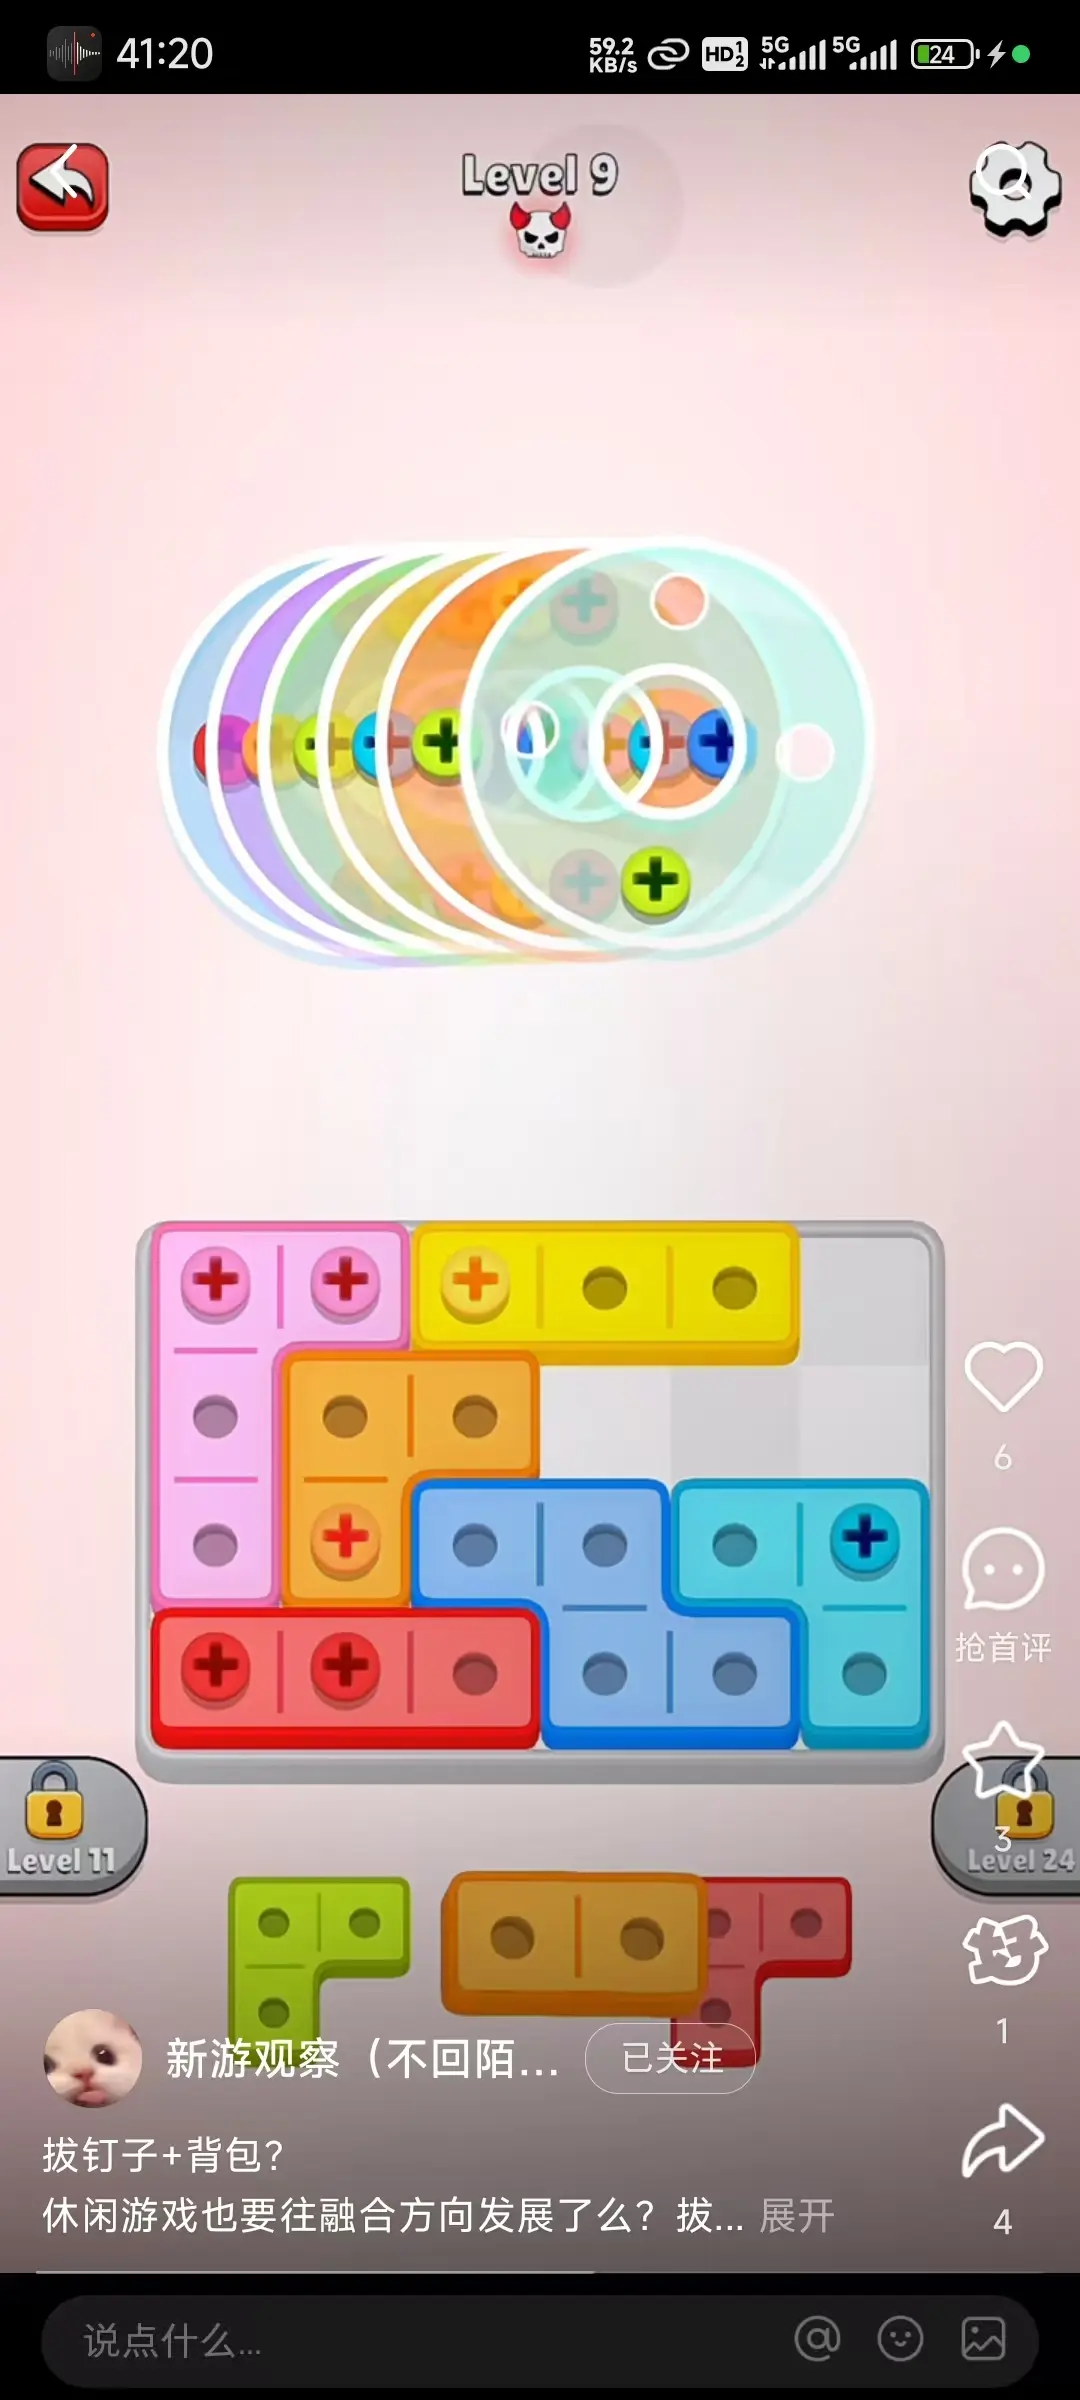 41:20
59.2 KB/s HD 1 2 5G 5G 24
Level 9
6
抢首评
Level 11
3
Level 24
1
新游观察（不回陌...
已关注
拔钉子+背包？
休闲游戏也要往融合方向发展了么？拔... 展开
4
说点什么...